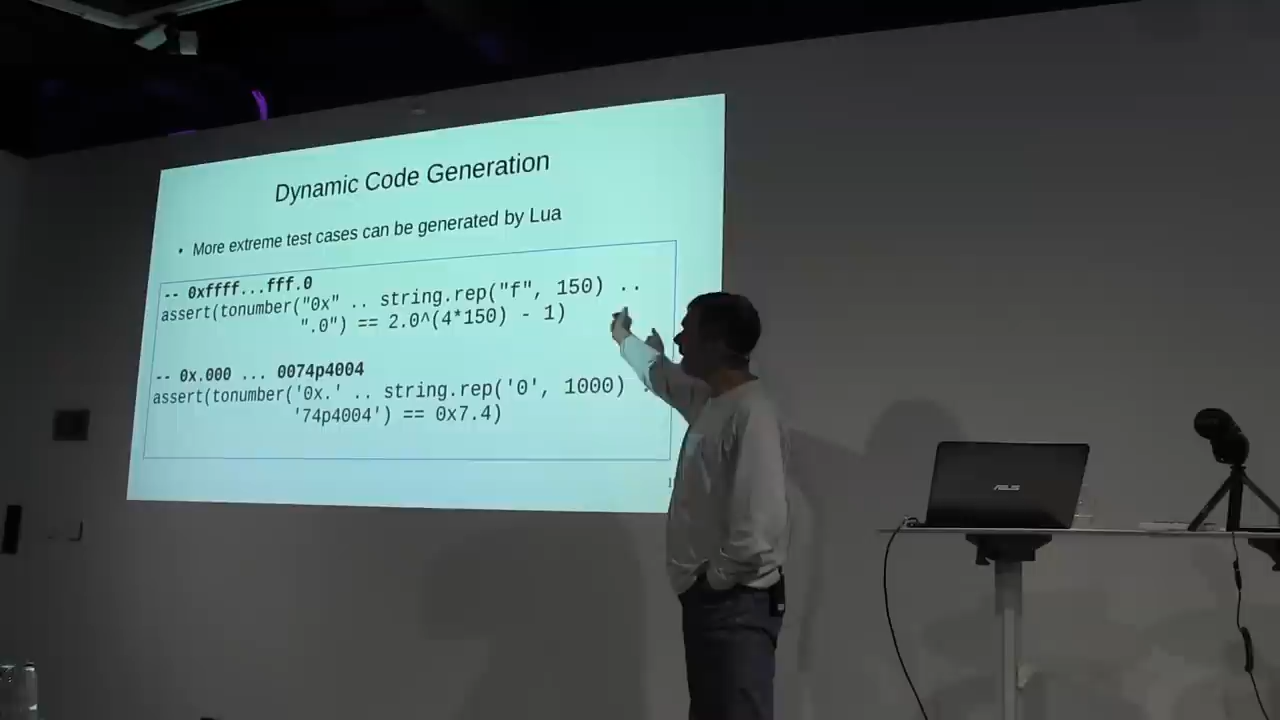 Dynamic Code Generation
• More extreme test cases can be generated by Lua
-- 0xffff...fff.0
assert(tonumber("0x" .. string.rep("f", 150) ..
".0") == 2.0^(4*150) - 1)
-- 0x.000 ... 0074p4004
assert(tonumber('0x.' .. string.rep('0', 1000)
'74p4004') == 0x7.4)
ASUS